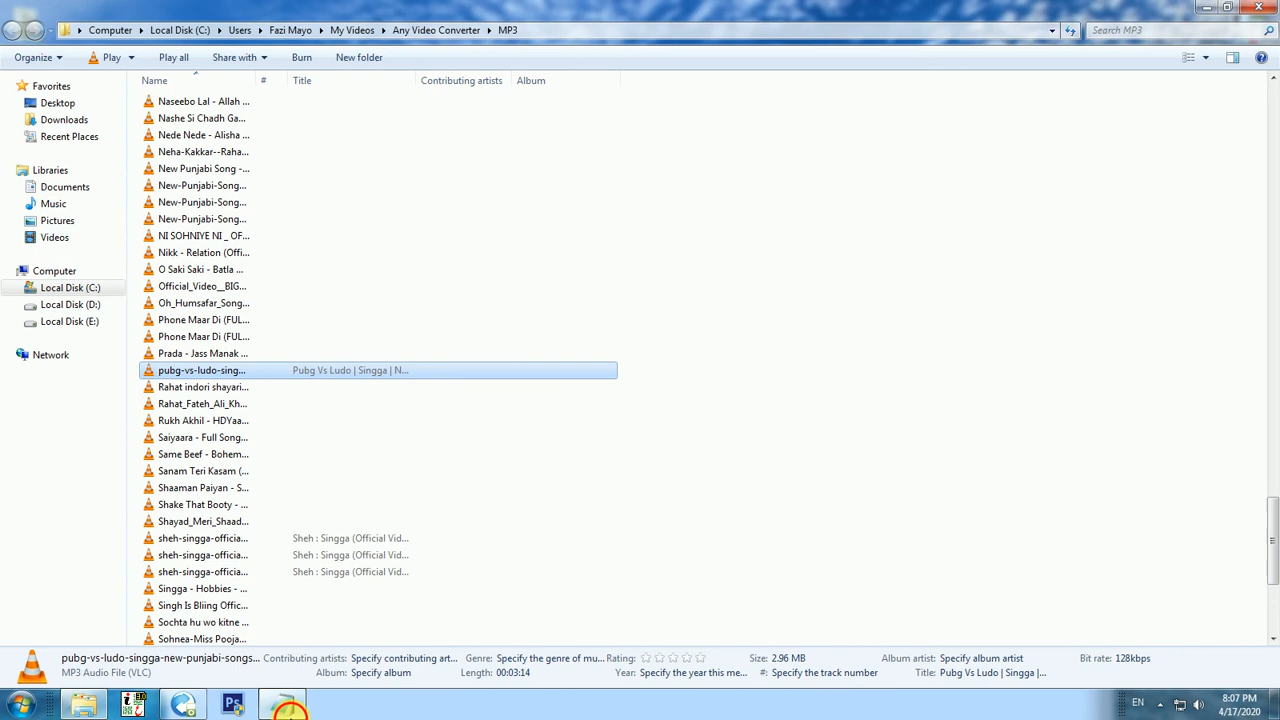 Computer Local Disk (C:) Users Fazi Mayo My Videos Any Video Converter MP3 Search MP3
Organize Play Play all Share with Burn New folder
Favorites
Desktop
Downloads
Recent Places
Libraries
Documents
Music
Pictures
Videos
Computer
Local Disk (C:)
Local Disk (D:)
Local Disk (E:)
Network
Name # Title Contributing artists Album
Naseebo Lal - Allah ...
Nashe Si Chadh Ga...
Nede Nede - Alisha ...
Neha-Kakkar--Raha...
New Punjabi Song -...
New-Punjabi-Song...
New-Punjabi-Song...
New-Punjabi-Song...
NI SOHNIYE NI _ OF...
Nikk - Relation (Offi...
O Saki Saki - Batla ...
Official_Video__BIG...
Oh_Humsafar_Song...
Phone Maar Di (FUL...
Phone Maar Di (FUL...
Prada - Jass Manak ...
pubg-vs-ludo-sing... Pubg Vs Ludo | Singga | N...
Rahat indori shayari...
Rahat_Fateh_Ali_Kh...
Rukh Akhil - HDYaa...
Saiyaara - Full Song...
Same Beef - Bohem...
Sanam Teri Kasam (...
Shaaman Paiyan - S...
Shake That Booty - ...
Shayad_Meri_Shaad...
sheh-singga-officia... Sheh : Singga (Official Vid...
sheh-singga-officia... Sheh : Singga (Official Vid...
sheh-singga-officia... Sheh : Singga (Official Vid...
Singga - Hobbies - ...
Singh Is Bliing Offic...
Sochta hu wo kitne ...
Sohnea-Miss Pooja...
pubg-vs-ludo-singga-new-punjabi-songs... Contributing artists: Specify contributing art... Genre: Specify the genre of mu... Rating: Size: 2.96 MB Album artist: Specify album artist Bit rate: 128kbps
MP3 Audio File (VLC) Album: Specify album Length: 00:03:14 Year: Specify the year this me... #: Specify the track number Title: Pubg Vs Ludo | Singga |...
Ps EN 8:07 PM
4/17/2020